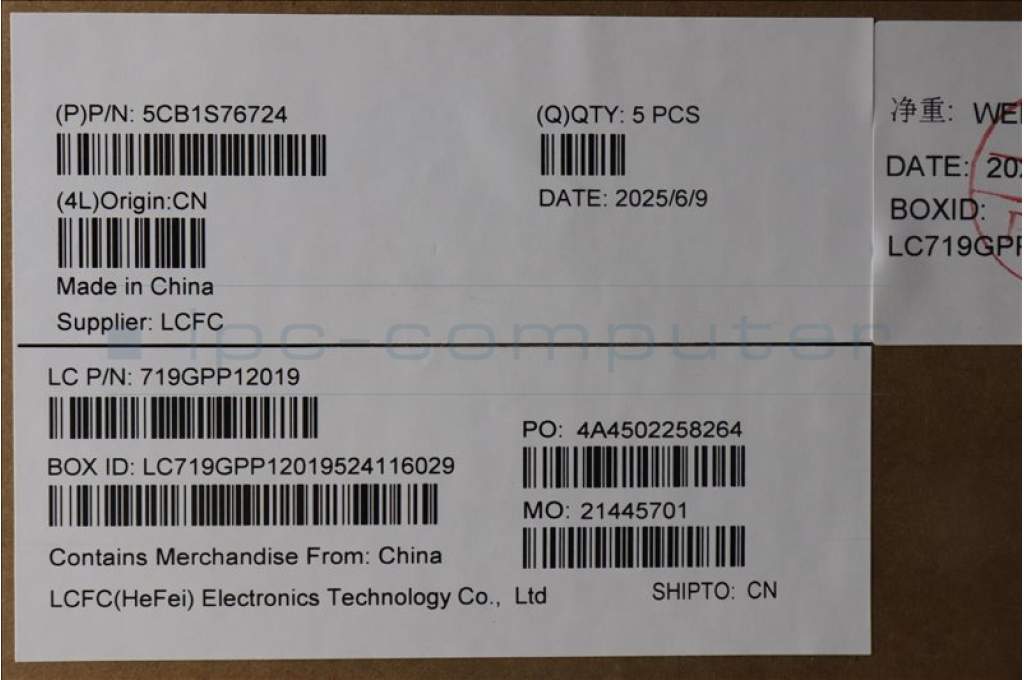 (P)P/N: 5CB1S76724
(Q)QTY: 5 PCS
(4L)Origin:CN
DATE: 2025/6/9
Made in China
Supplier: LCFC
ipc-computer
LC P/N: 719GPP12019
PO: 4A4502258264
BOX ID: LC719GPP12019524116029
MO: 21445701
Contains Merchandise From: China
LCFC(HeFei) Electronics Technology Co., Ltd
SHIPTO: CN
净重:
DATE:
BOXID: